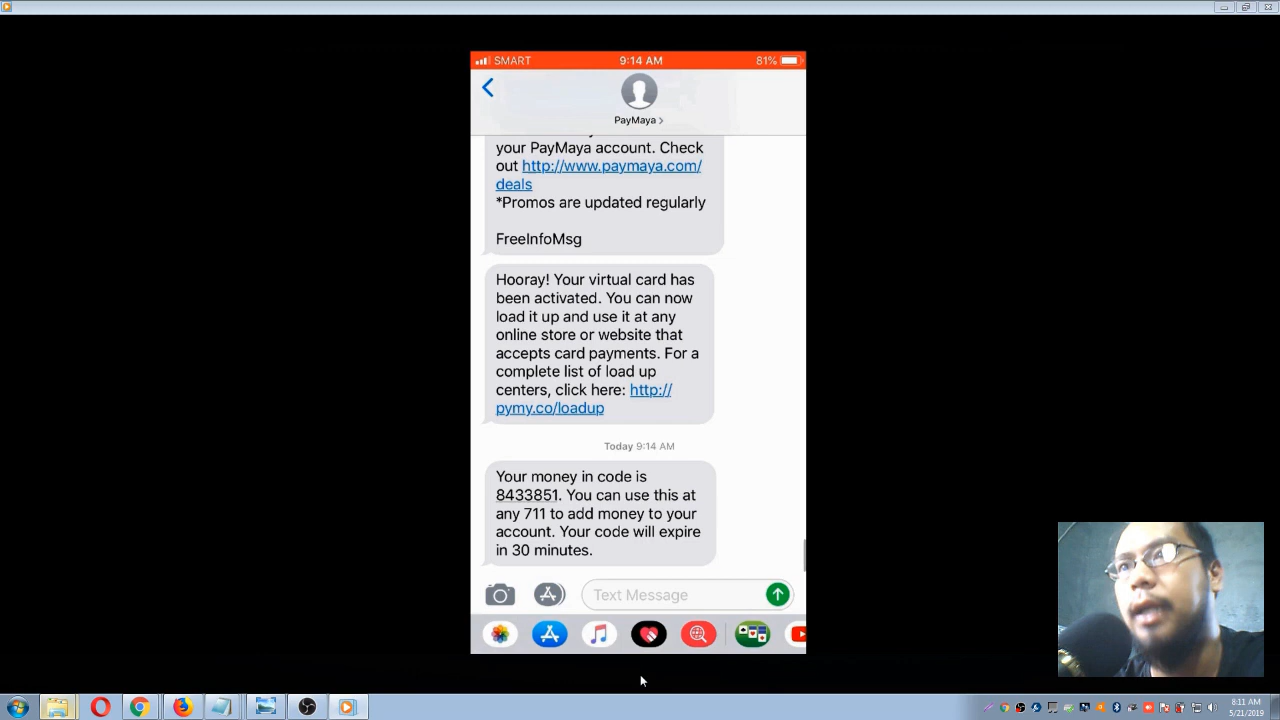 SMART
9:14 AM
81%
PayMaya >
your PayMaya account. Check
out http://www.paymaya.com/
deals
*Promos are updated regularly
FreeInfoMsg
Hooray! Your virtual card has
been activated. You can now
load it up and use it at any
online store or website that
accepts card payments. For a
complete list of load up
centers, click here: http://
pymy.co/loadup
Today 9:14 AM
Your money in code is
8433851. You can use this at
any 711 to add money to your
account. Your code will expire
in 30 minutes.
Text Message
8:11 AM
5/21/2019